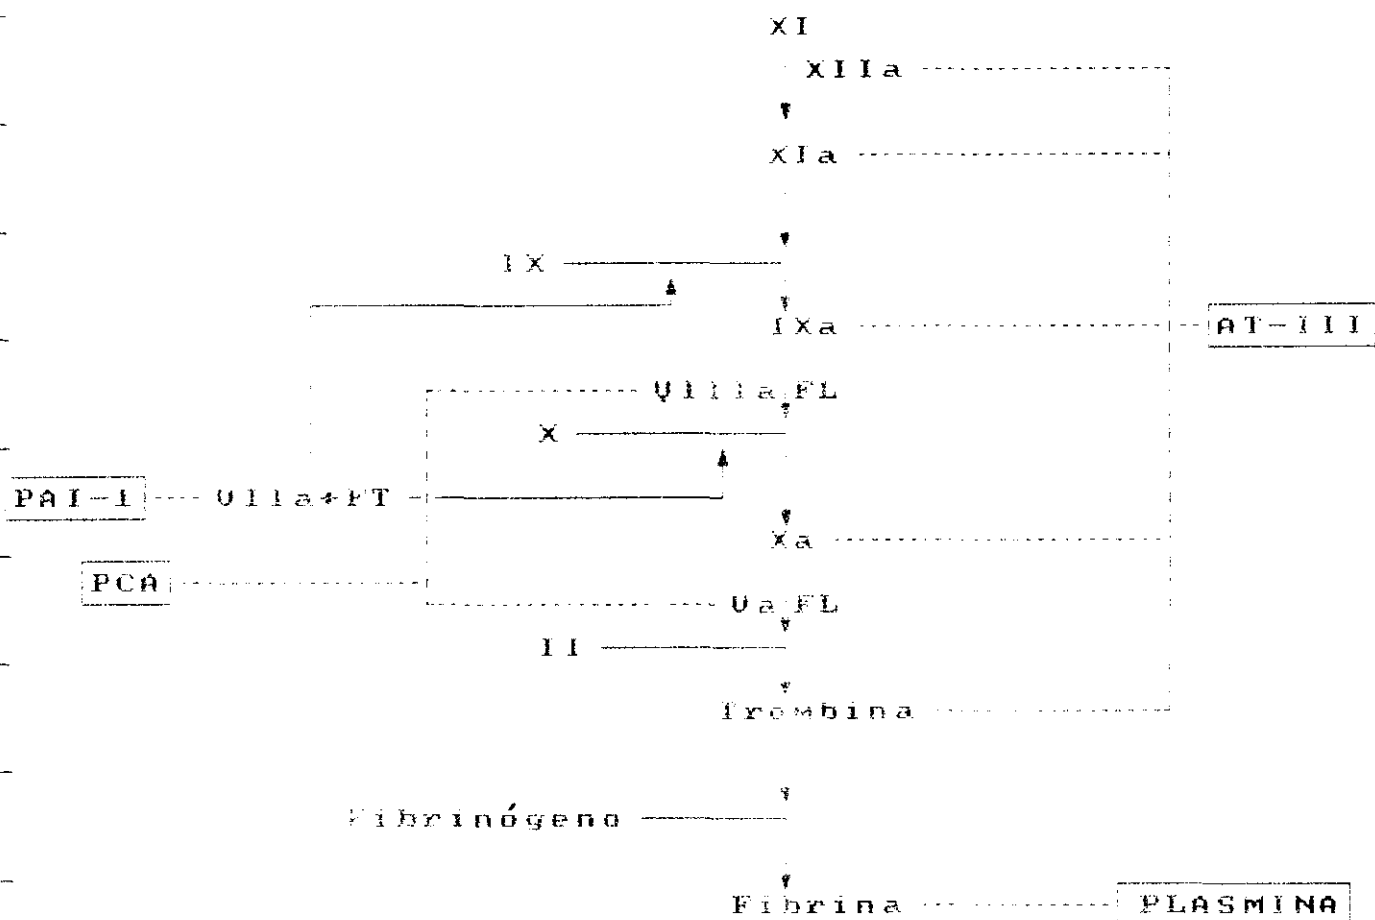 XI
XIIa
XIa
IX
IXa
AT-III
VIIIa FL
X
PAI-1
VIIa+FT
Xa
PCA
Va FL
II
Trombina
Fibrinógeno
Fibrina
PLASMINA